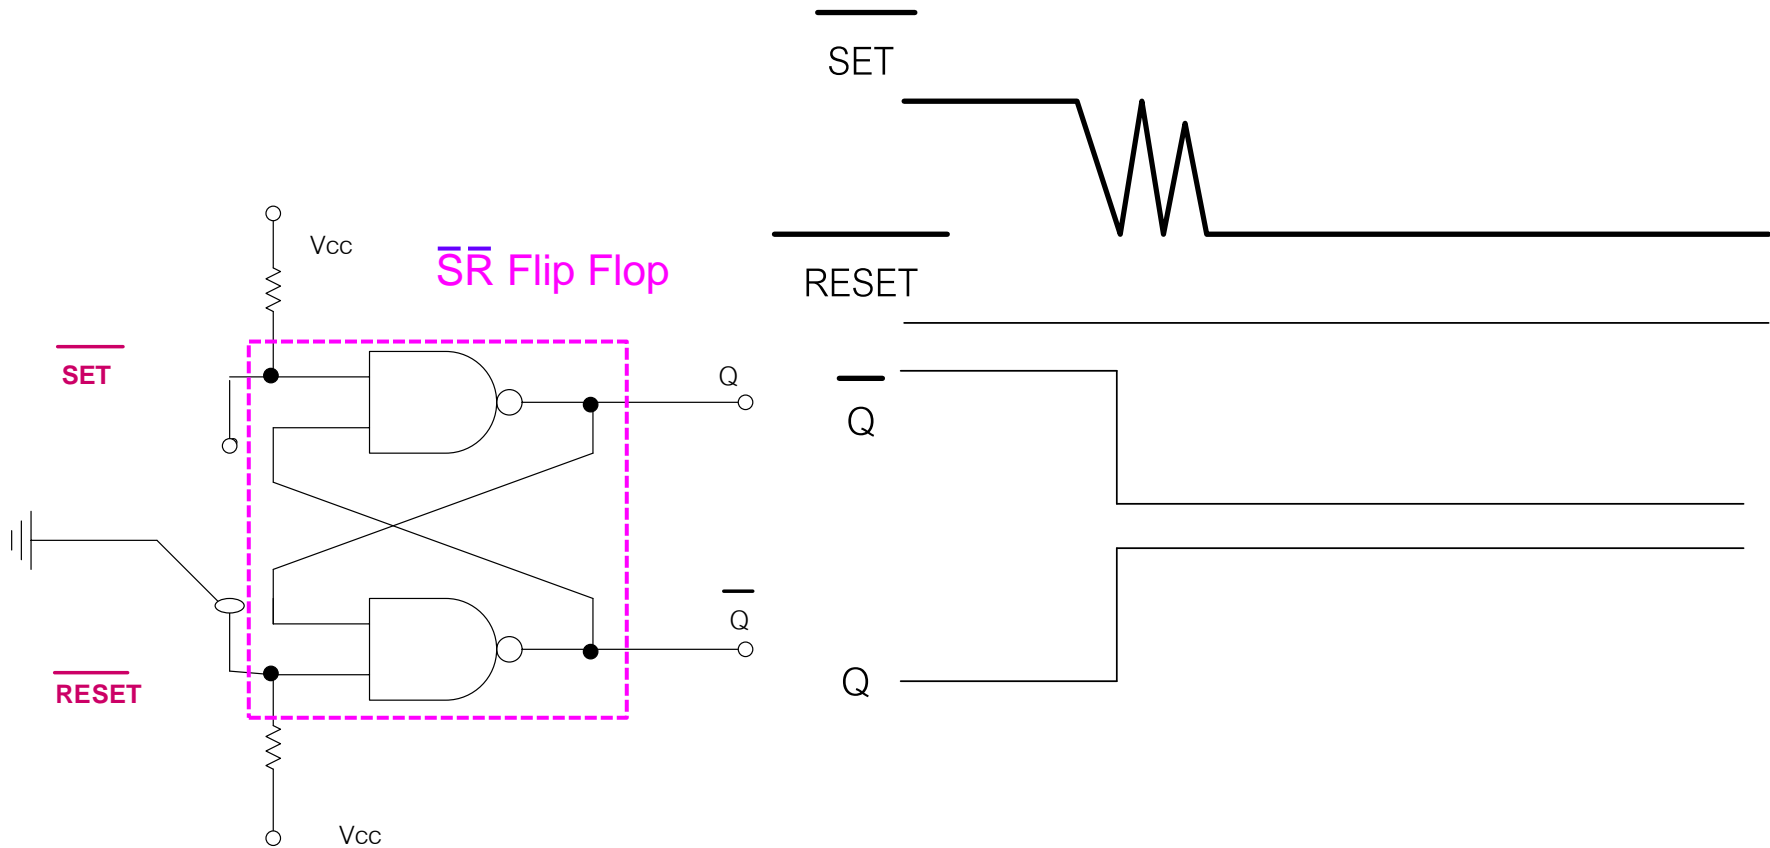 SET
Vcc
SR Flip Flop
RESET
SET
Q
Q
Q
Q
RESET
Vcc